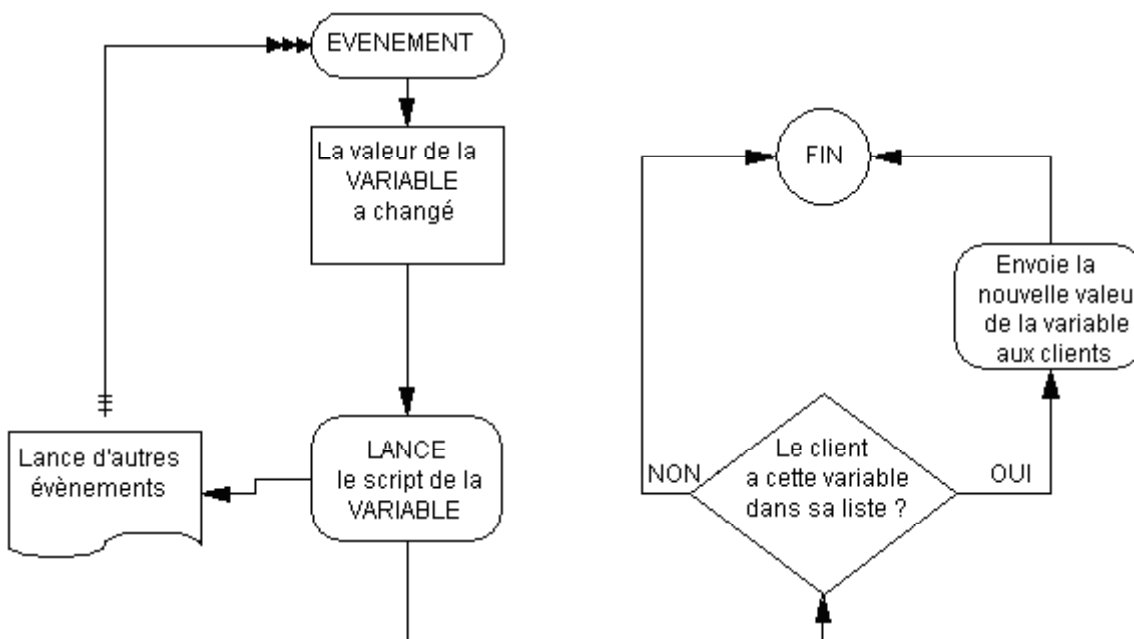 EVENEMENT
La valeur de la
VARIABLE
a changé
LANCE
le script de la
VARIABLE
Lance d'autres
évènements
Le client
a cette variable
dans sa liste ?
NON
OUI
Envoie la
nouvelle valeu
de la variable
aux clients
FIN